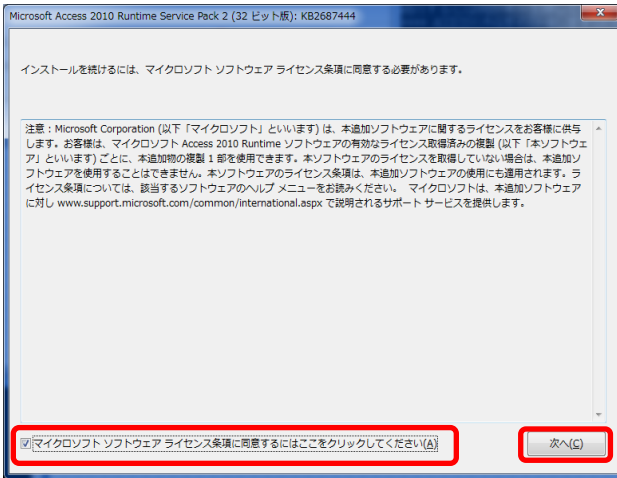 Microsoft Access 2010 Runtime Service Pack 2 (32 ビット版): KB2687444
インストールを続けるには、マイクロソフト ソフトウェア ライセンス条項に同意する必要があります。
注意 : Microsoft Corporation (以下「マイクロソフト」といいます) は、本追加ソフトウェアに関するライセンスをお客様に供与
します。お客様は、マイクロソフト Access 2010 Runtime ソフトウェアの有効なライセンス取得済みの複製 (以下「本ソフトウェ
ア」といいます) ごとに、本追加物の複製 1 部を使用できます。本ソフトウェアのライセンスを取得していない場合は、本追加ソ
フトウェアを使用することはできません。本ソフトウェアのライセンス条項は、本追加ソフトウェアの使用にも適用されます。ラ
イセンス条項については、該当するソフトウェアのヘルプ メニューをお読みください。 マイクロソフトは、本追加ソフトウェア
に対し www.support.microsoft.com/common/international.aspx で説明されるサポート サービスを提供します。
マイクロソフト ソフトウェア ライセンス条項に同意するにはここをクリックしてください(A)
次へ(C)